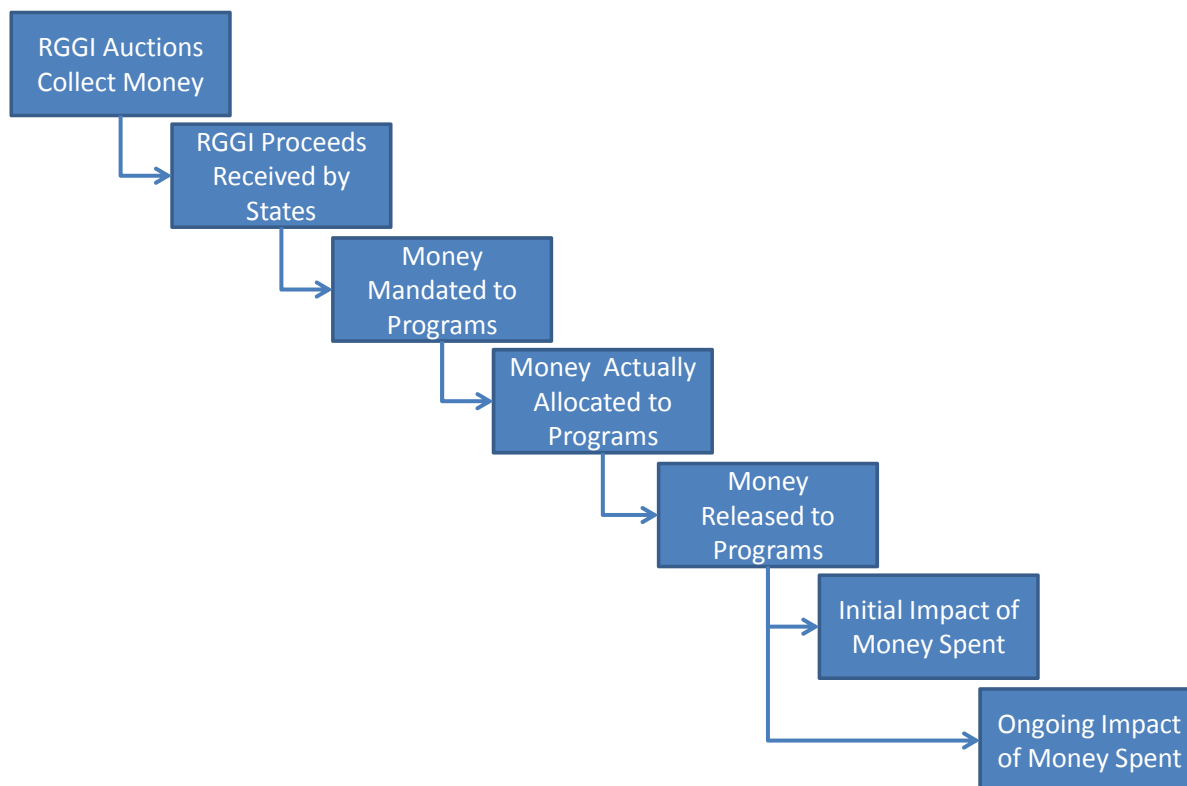 RGGI Auctions
Collect Money
RGGI Proceeds
Received by
States
Money
Mandated to
Programs
Money Actually
Allocated to
Programs
Money
Released to
Programs
Initial Impact of
Money Spent
Ongoing Impact
of Money Spent